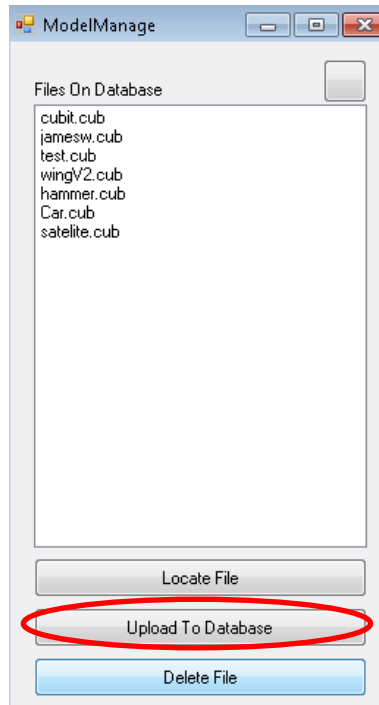 ModelManage
Files On Database
cubit.cub
jamesw.cub
test.cub
wingV2.cub
hammer.cub
Car.cub
satelite.cub
Locate File
Upload To Database
Delete File